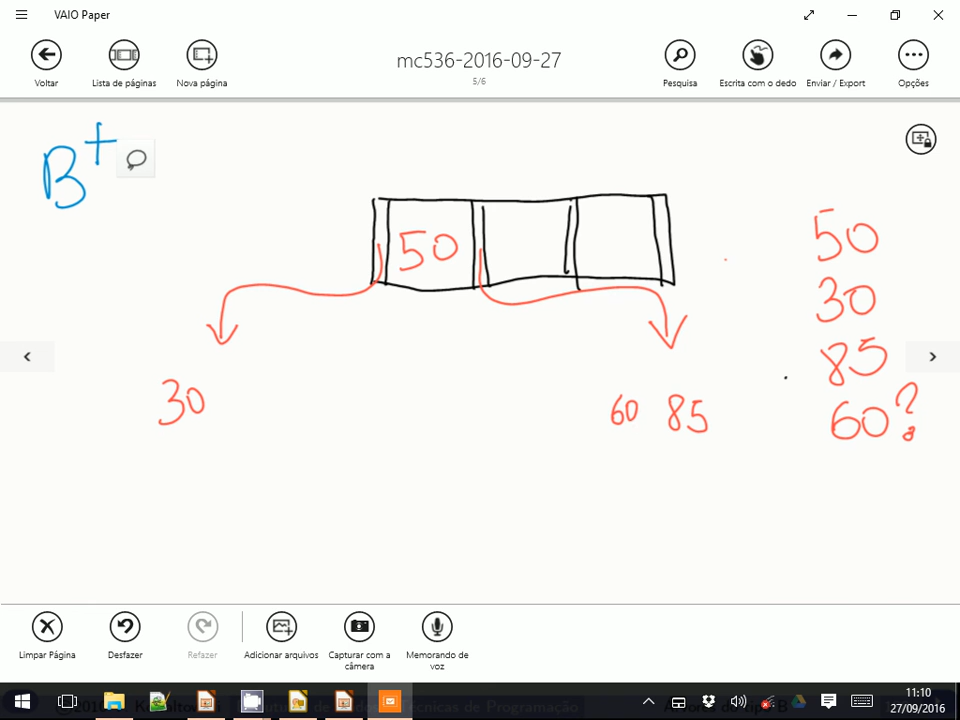 VAIO Paper
Voltar
Lista de páginas
Nova página
mc536-2016-09-27
5/6
Pesquisa
Escrita com o dedo
Enviar / Export
Opções
B+
50
50
30
85
60?
30
60 85
Limpar Página
Desfazer
Refazer
Adicionar arquivos
Capturar com a
câmera
Memorando de
voz
11:10
27/09/2016